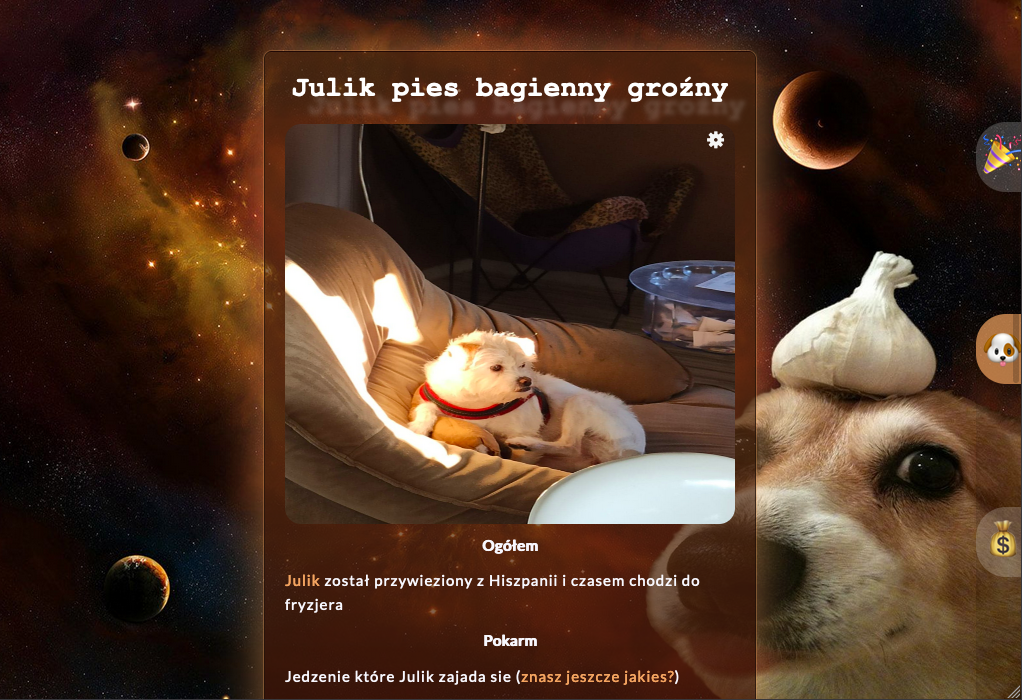 Julik pies bagienny groźny
Ogółem
Julik został przywieziony z Hiszpanii i czasem chodzi do
fryzjera
Pokarm
Jedzenie które Julik zajada sie (znasz jeszcze jakies?)